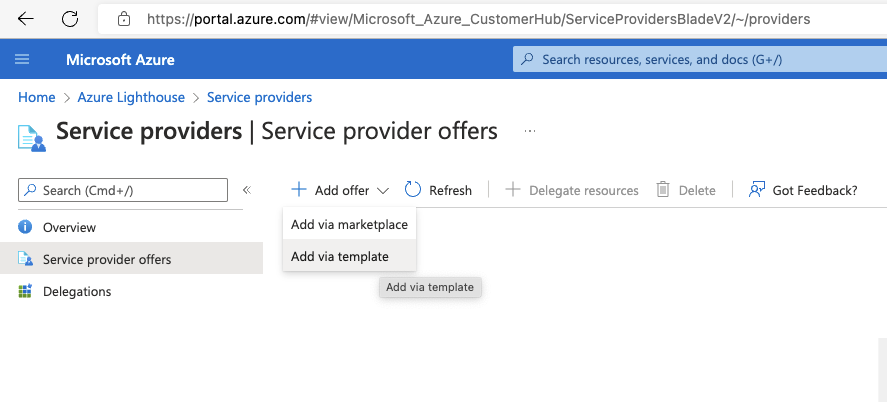 https://portal.azure.com/#view/Microsoft_Azure_CustomerHub/ServiceProvidersBladeV2/~/providers
Microsoft Azure
Search resources, services, and docs (G+/)
Home > Azure Lighthouse > Service providers
Service providers | Service provider offers ...
Search (Cmd+/) «
Add offer Refresh Delegate resources Delete Got Feedback?
Add via marketplace
Add via template
Add via template
Overview
Service provider offers
Delegations